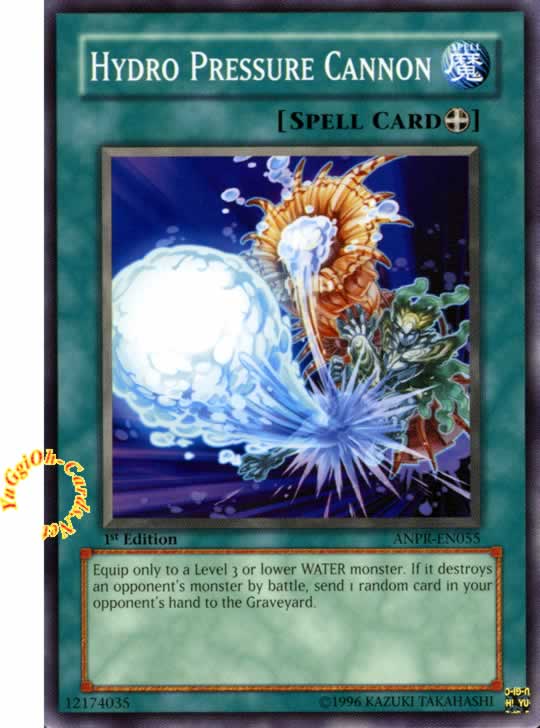 HYDRO PRESSURE CANNON
SPELL
魔
[SPELL CARD]
YuGgiOh-Cards.Net
1st Edition
ANPR-EN055
Equip only to a Level 3 or lower WATER monster. If it destroys
an opponent's monster by battle, send 1 random card in your
opponent's hand to the Graveyard.
12174035
©1996 KAZUKI TAKAHASHI